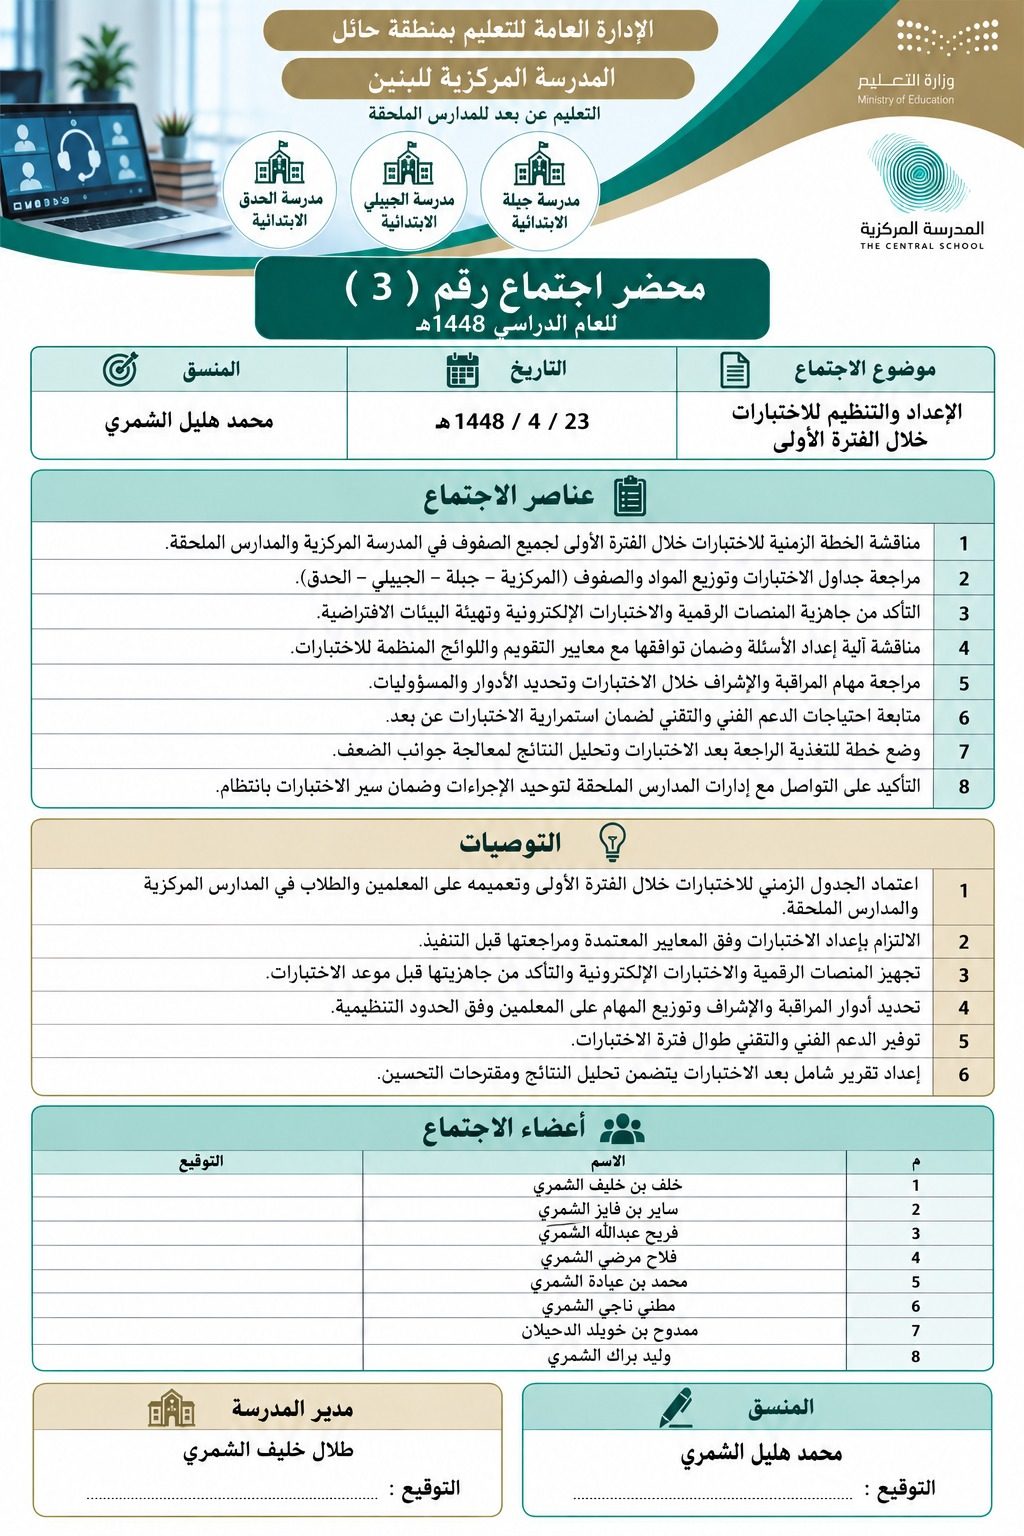 الإدارة العامة للتعليم بمنطقة حائل
المدرسة المركزية للبنين
التعليم عن بعد للمدارس الملحقة
وزارة التعـليم
Ministry of Education
مدرسة جبلة
الابتدائية
مدرسة الجبيلي
الابتدائية
مدرسة الحدق
الابتدائية
المدرسة المركزية
THE CENTRAL SCHOOL
محضر اجتماع رقم ( 3 )
للعام الدراسي 1448هـ
موضوع الاجتماع
التاريخ
المنسق
الإعداد والتنظيم للاختبارات
خلال الفترة الأولى
23 / 4 / 1448 هـ
محمد هليل الشمري
عناصر الاجتماع
1 مناقشة الخطة الزمنية للاختبارات خلال الفترة الأولى لجميع الصفوف في المدرسة المركزية والمدارس الملحقة.
2 مراجعة جداول الاختبارات وتوزيع المواد والصفوف (المركزية – جبلة – الجبيلي – الحدق).
3 التأكد من جاهزية المنصات الرقمية والاختبارات الإلكترونية وتهيئة البيئات الافتراضية.
4 مناقشة آلية إعداد الأسئلة وضمان توافقها مع معايير التقويم واللوائح المنظمة للاختبارات.
5 مراجعة مهام المراقبة والإشراف خلال الاختبارات وتحديد الأدوار والمسؤوليات.
6 متابعة احتياجات الدعم الفني والتقني لضمان استمرارية الاختبارات عن بعد.
7 وضع خطة للتغذية الراجعة بعد الاختبارات وتحليل النتائج لمعالجة جوانب الضعف.
8 التأكيد على التواصل مع إدارات المدارس الملحقة لتوحيد الإجراءات وضمان سير الاختبارات بانتظام.
التوصيات
1 اعتماد الجدول الزمني للاختبارات خلال الفترة الأولى وتعميمه على المعلمين والطلاب في المدارس المركزية
والمدارس الملحقة.
2 الالتزام بإعداد الاختبارات وفق المعايير المعتمدة ومراجعتها قبل التنفيذ.
3 تجهيز المنصات الرقمية والاختبارات الإلكترونية والتأكد من جاهزيتها قبل موعد الاختبارات.
4 تحديد أدوار المراقبة والإشراف وتوزيع المهام على المعلمين وفق الحدود التنظيمية.
5 توفير الدعم الفني والتقني طوال فترة الاختبارات.
6 إعداد تقرير شامل بعد الاختبارات يتضمن تحليل النتائج ومقترحات التحسين.
أعضاء الاجتماع
م الاسم التوقيع
1 خلف بن خليف الشمري
2 ساير بن فايز الشمري
3 فريح عبدالله الشمري
4 فلاح مرضي الشمري
5 محمد بن عيادة الشمري
6 مطني ناجي الشمري
7 ممدوح بن خويلد الدحيلان
8 وليد براك الشمري
المنسق
محمد هليل الشمري
التوقيع : ........................................
مدير المدرسة
طلال خليف الشمري
التوقيع : ........................................